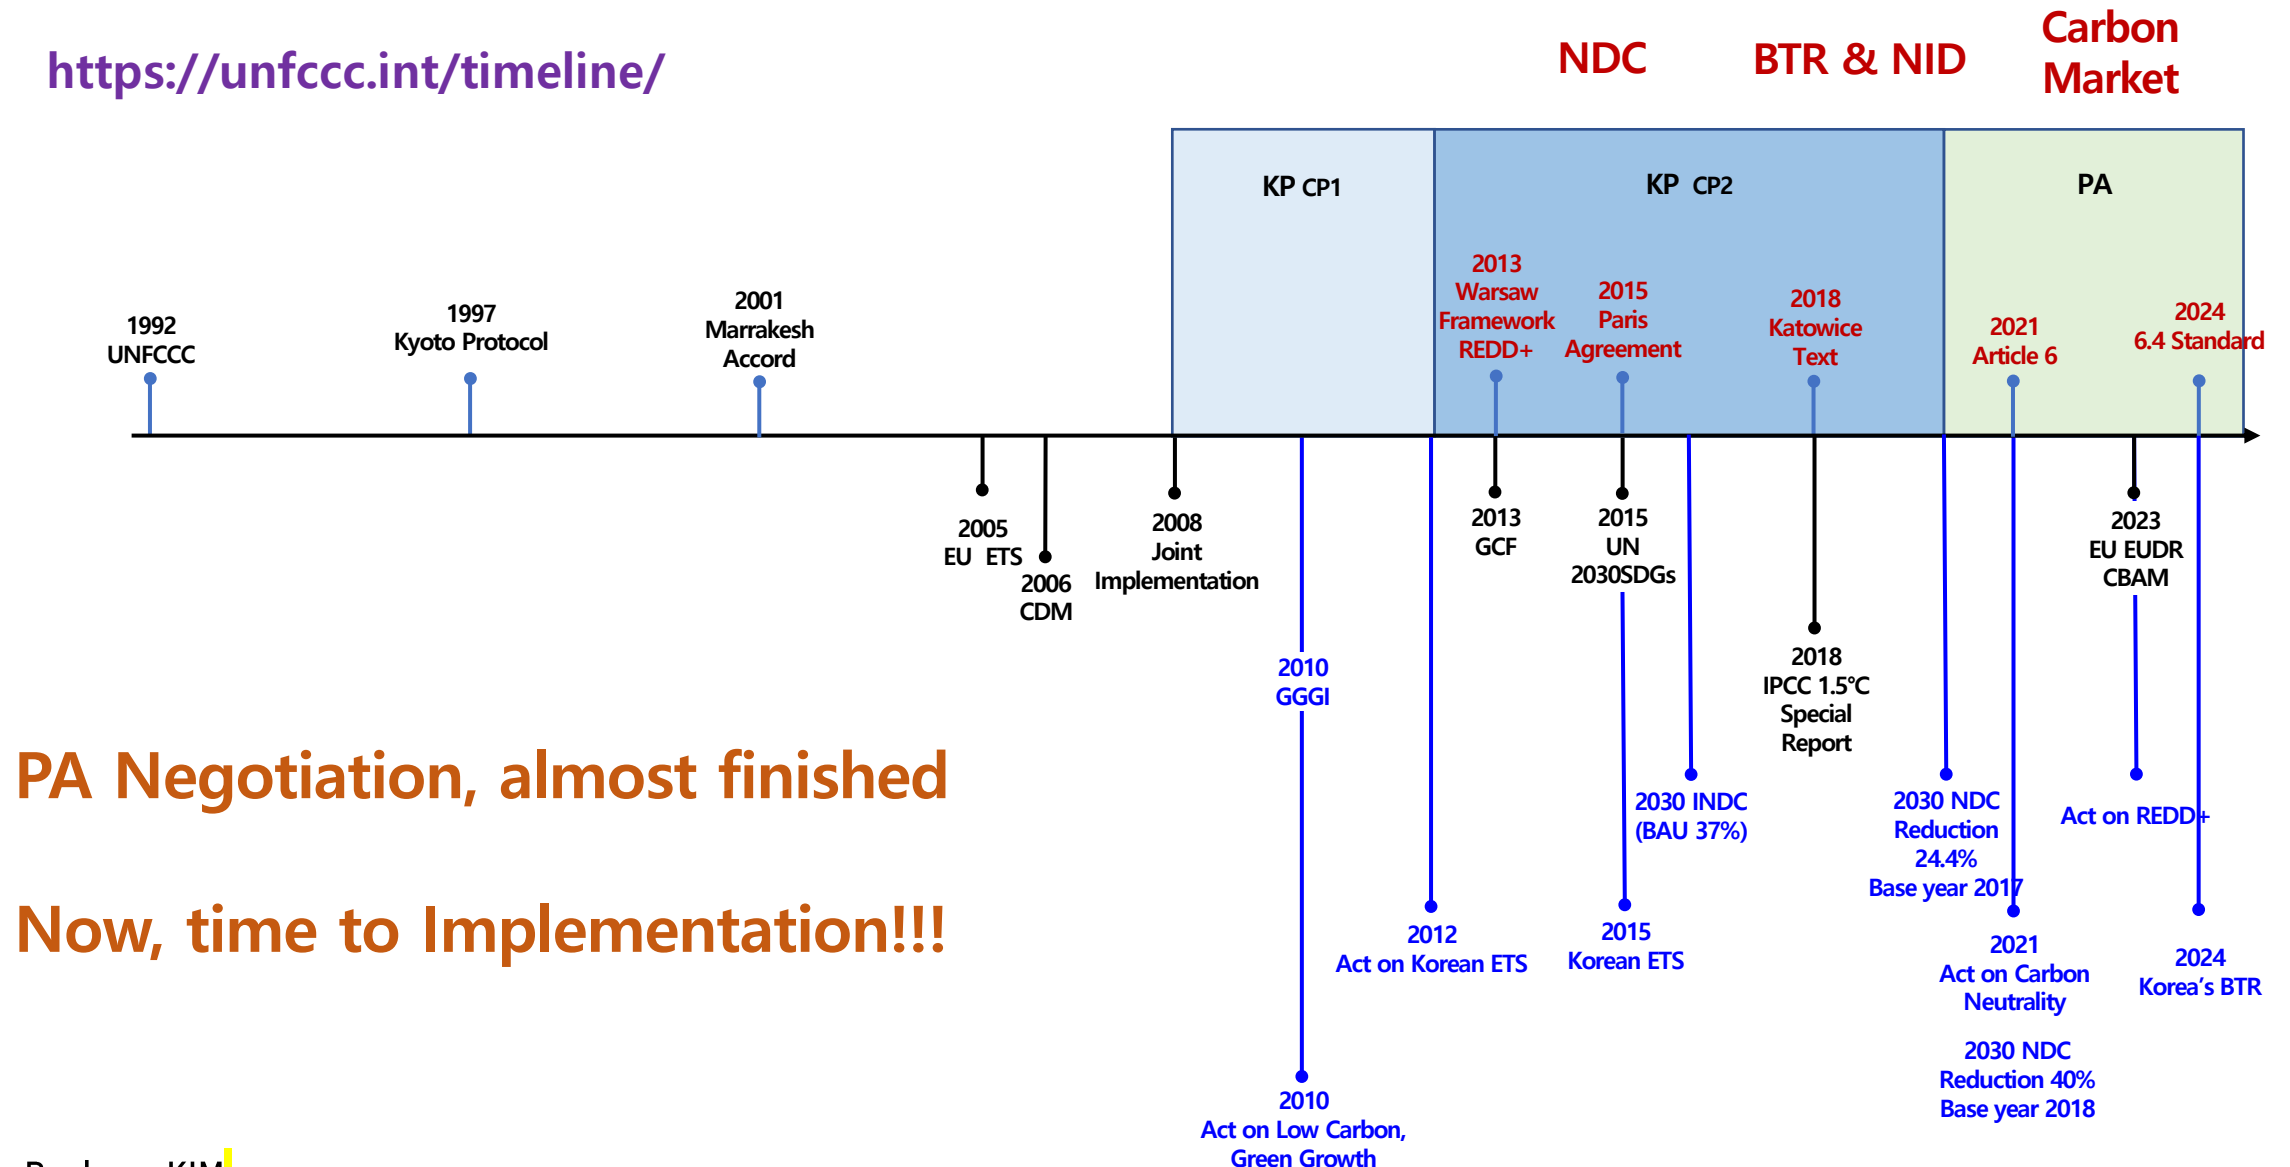 https://unfccc.int/timeline/
NDC
BTR & NID
Carbon
Market
KP CP1
KP CP2
PA
1992
UNFCCC
1997
Kyoto Protocol
2001
Marrakesh
Accord
2013
Warsaw
Framework
REDD+
2015
Paris
Agreement
2018
Katowice
Text
2021
Article 6
2024
6.4 Standard
2005
EU ETS
2006
CDM
2008
Joint
Implementation
2013
GCF
2015
UN
2030SDGs
2023
EU EUDR
CBAM
2010
GGGI
2018
IPCC 1.5℃
Special
Report
PA Negotiation, almost finished
Now, time to Implementation!!!
2030 INDC
(BAU 37%)
2030 NDC
Reduction
24.4%
Base year 2017
Act on REDD+
2012
Act on Korean ETS
2015
Korean ETS
2021
Act on Carbon
Neutrality
2030 NDC
Reduction 40%
Base year 2018
2024
Korea’s BTR
2010
Act on Low Carbon,
Green Growth
KIM